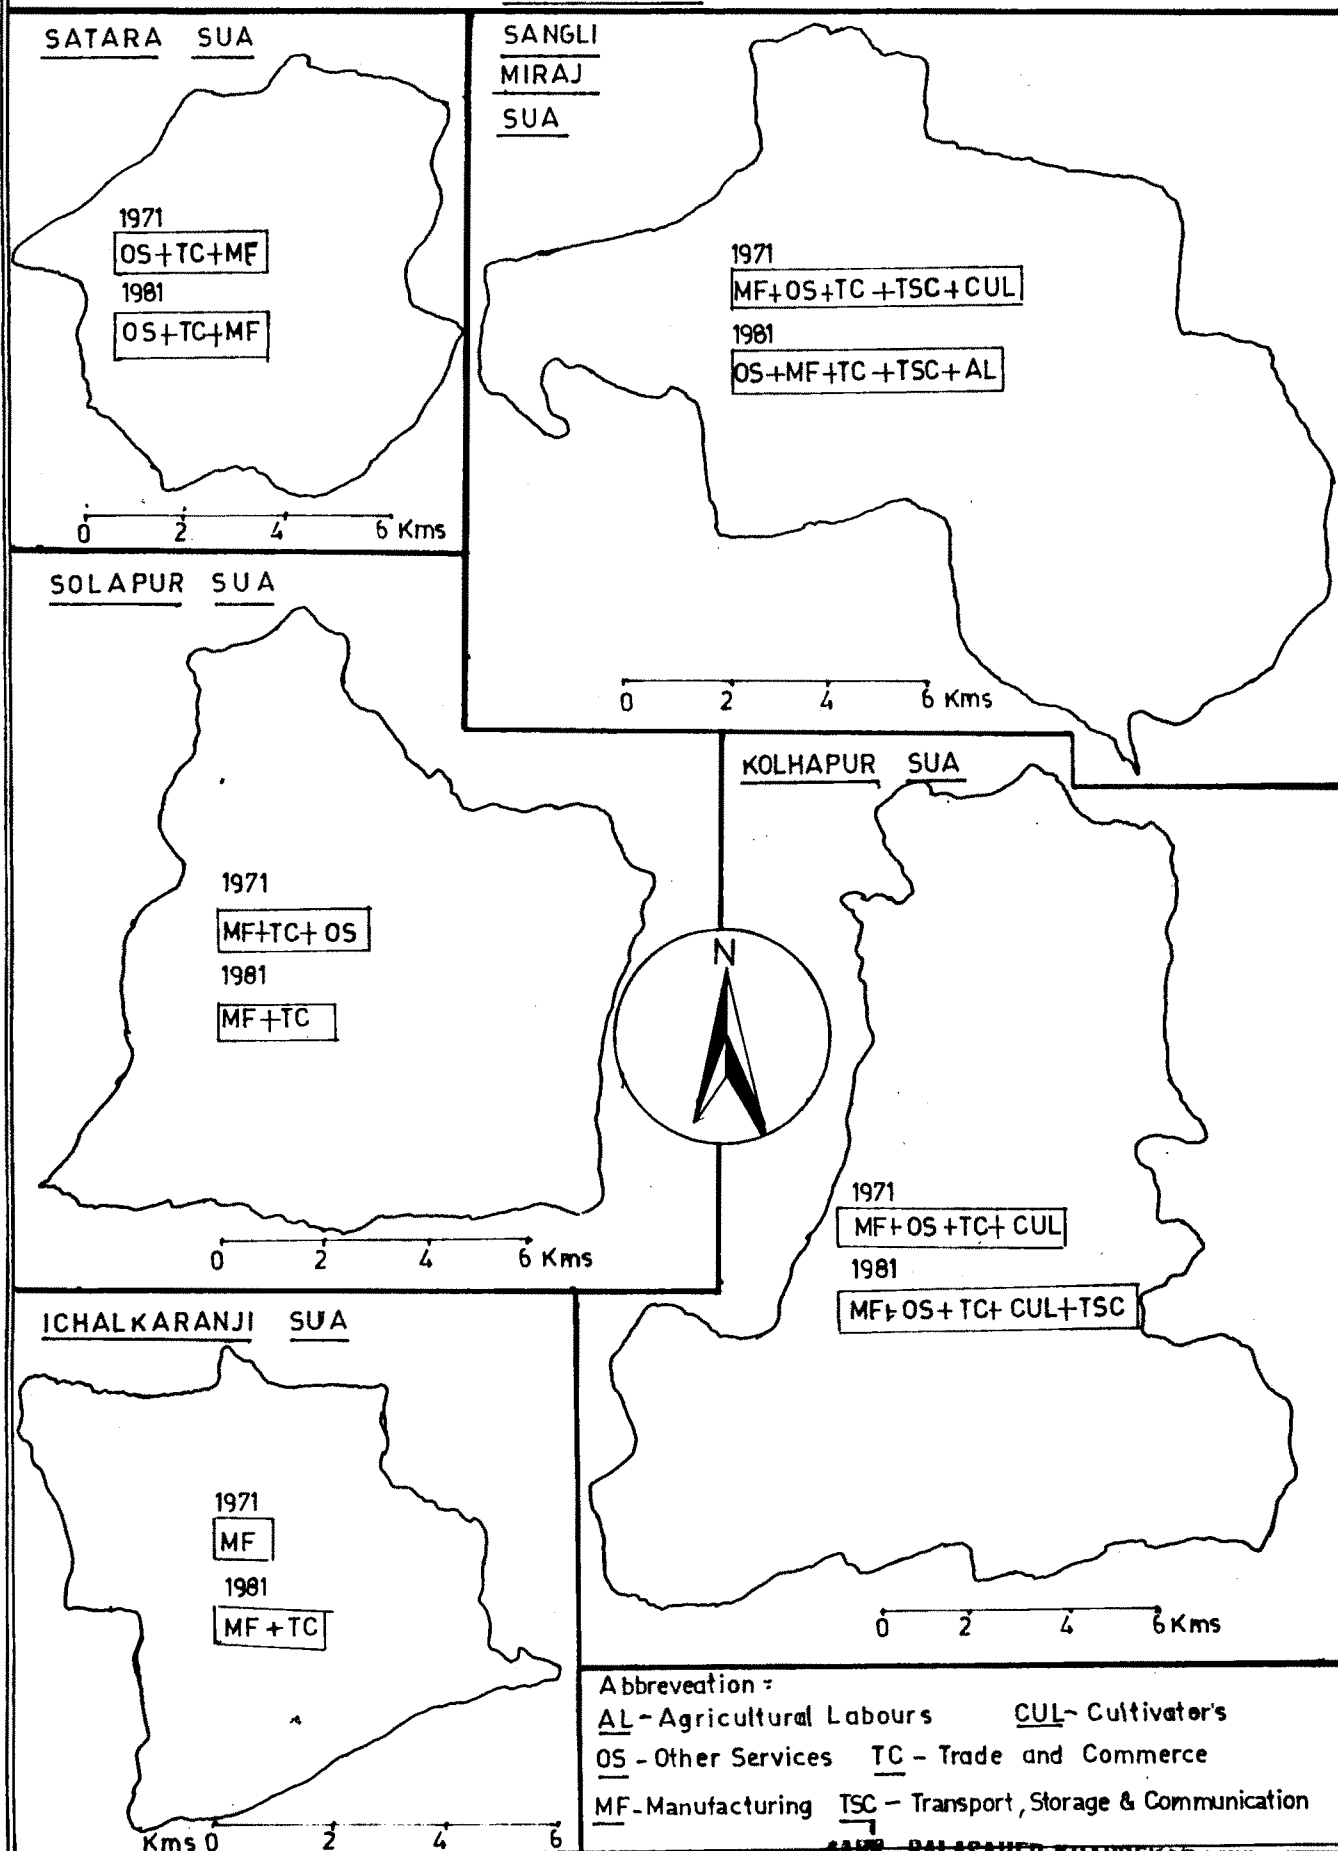 SATARA SUA
1971
OS+TC+MF
1981
OS+TC+MF
0 2 4 6 Kms
SANGLI
MIRAJ
SUA
1971
MF+OS+TC+TSC+CUL
1981
OS+MF+TC+TSC+AL
0 2 4 6 Kms
SOLAPUR SUA
1971
MF+TC+OS
1981
MF+TC
0 2 4 6 Kms
N
KOLHAPUR SUA
1971
MF+OS+TC+CUL
1981
MF+OS+TC+CUL+TSC
0 2 4 6 Kms
ICHALKARANJI SUA
1971
MF
1981
MF+TC
Kms 0 2 4 6
Abbreveation =
AL-Agricultural Labours CUL-Cultivator's
OS-Other Services TC-Trade and Commerce
MF-Manufacturing TSC-Transport, Storage & Communication